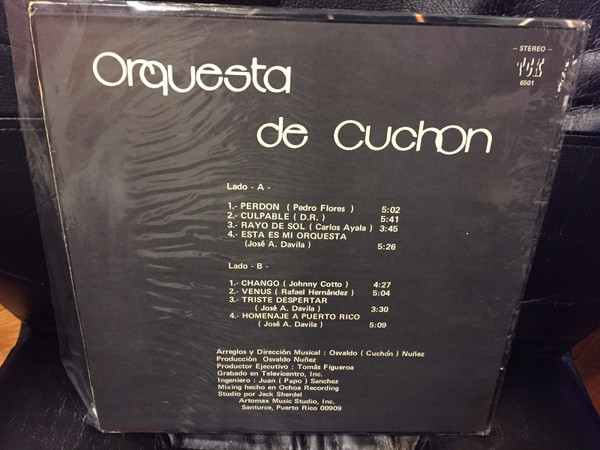 Orquesta
de Cuchon
- STEREO -
TCK
6501
Lado - A -
1.- PERDON ( Pedro Flores ) 5:02
2.- CULPABLE ( D.R. ) 5:41
3.- RAYO DE SOL ( Carlos Ayala ) 3:45
4.- ESTA ES MI ORQUESTA
(José A. Davila ) 5:26
Lado - B -
1.- CHANGO ( Johnny Cotto ) 4:27
2.- VENUS ( Rafael Hernández ) 5:04
3.- TRISTE DESPERTAR
( José A. Davila ) 3:30
4.- HOMENAJE A PUERTO RICO
( José A. Davila ) 5:09
Arreglos y Dirección Musical : Osvaldo ( Cuchón ) Nuñez
Producción Osvaldo Nuñez
Productor Ejecutivo : Tomás Figueroa
Grabado en Televicentro, Inc.
Ingeniero : Juan ( Papo ) Sanchez
Mixing hecho en Ochoa Recording
Studio por Jack Sherdel
Artomax Music Studio, Inc.
Santurce, Puerto Rico 00909